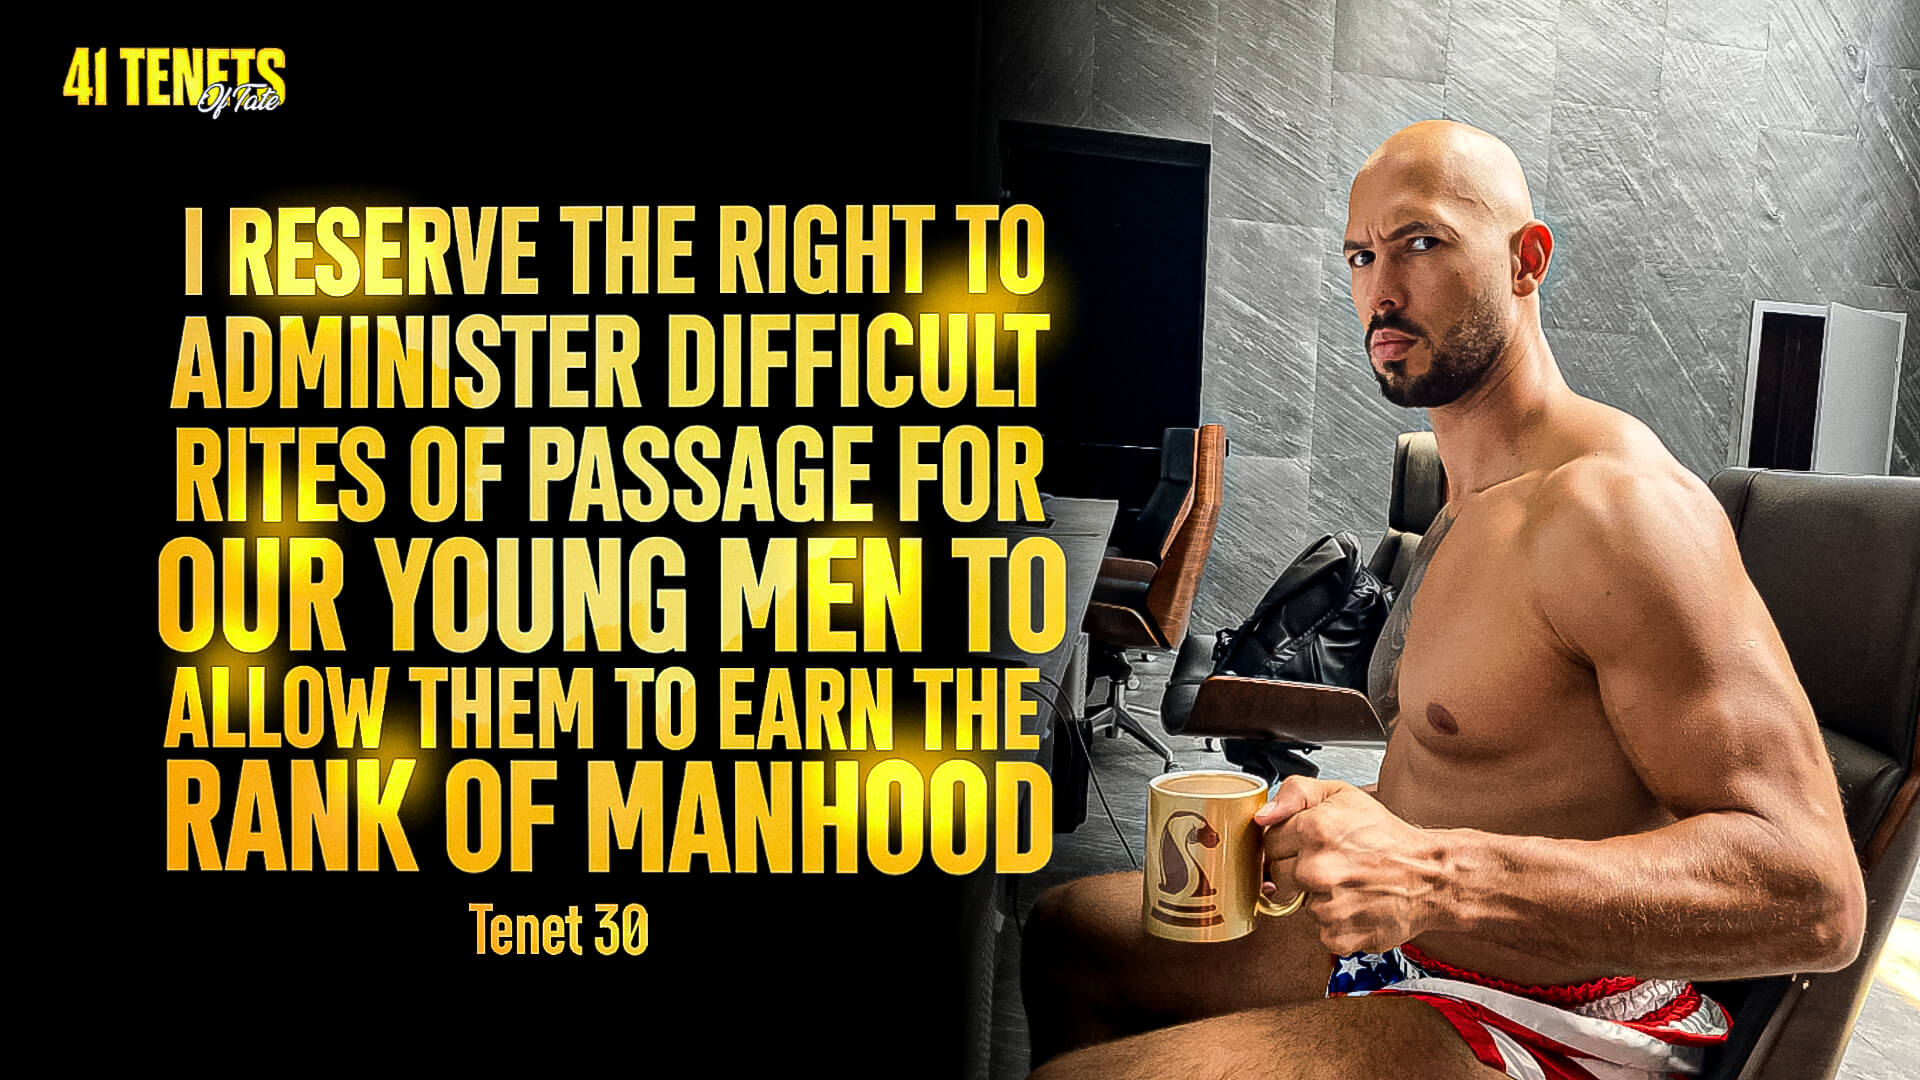 41 TENETS
Of Tate
I RESERVE THE RIGHT TO
ADMINISTER DIFFICULT
RITES OF PASSAGE FOR
OUR YOUNG MEN TO
ALLOW THEM TO EARN THE
RANK OF MANHOOD
Tenet 30